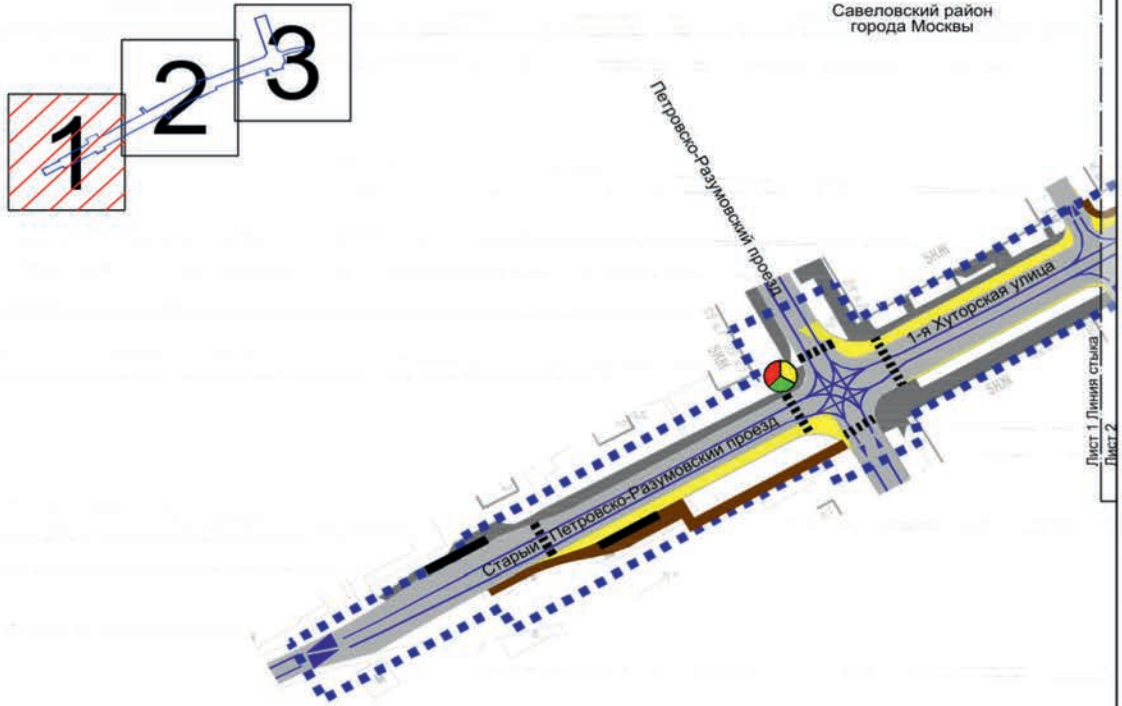 Савеловский район
города Москвы
1
2
3
Петровско-Разумовский проезд
1-я Хуторская улица
Старый Петровско-Разумовский проезд
Лист 1 Линия стыка
Лист 2